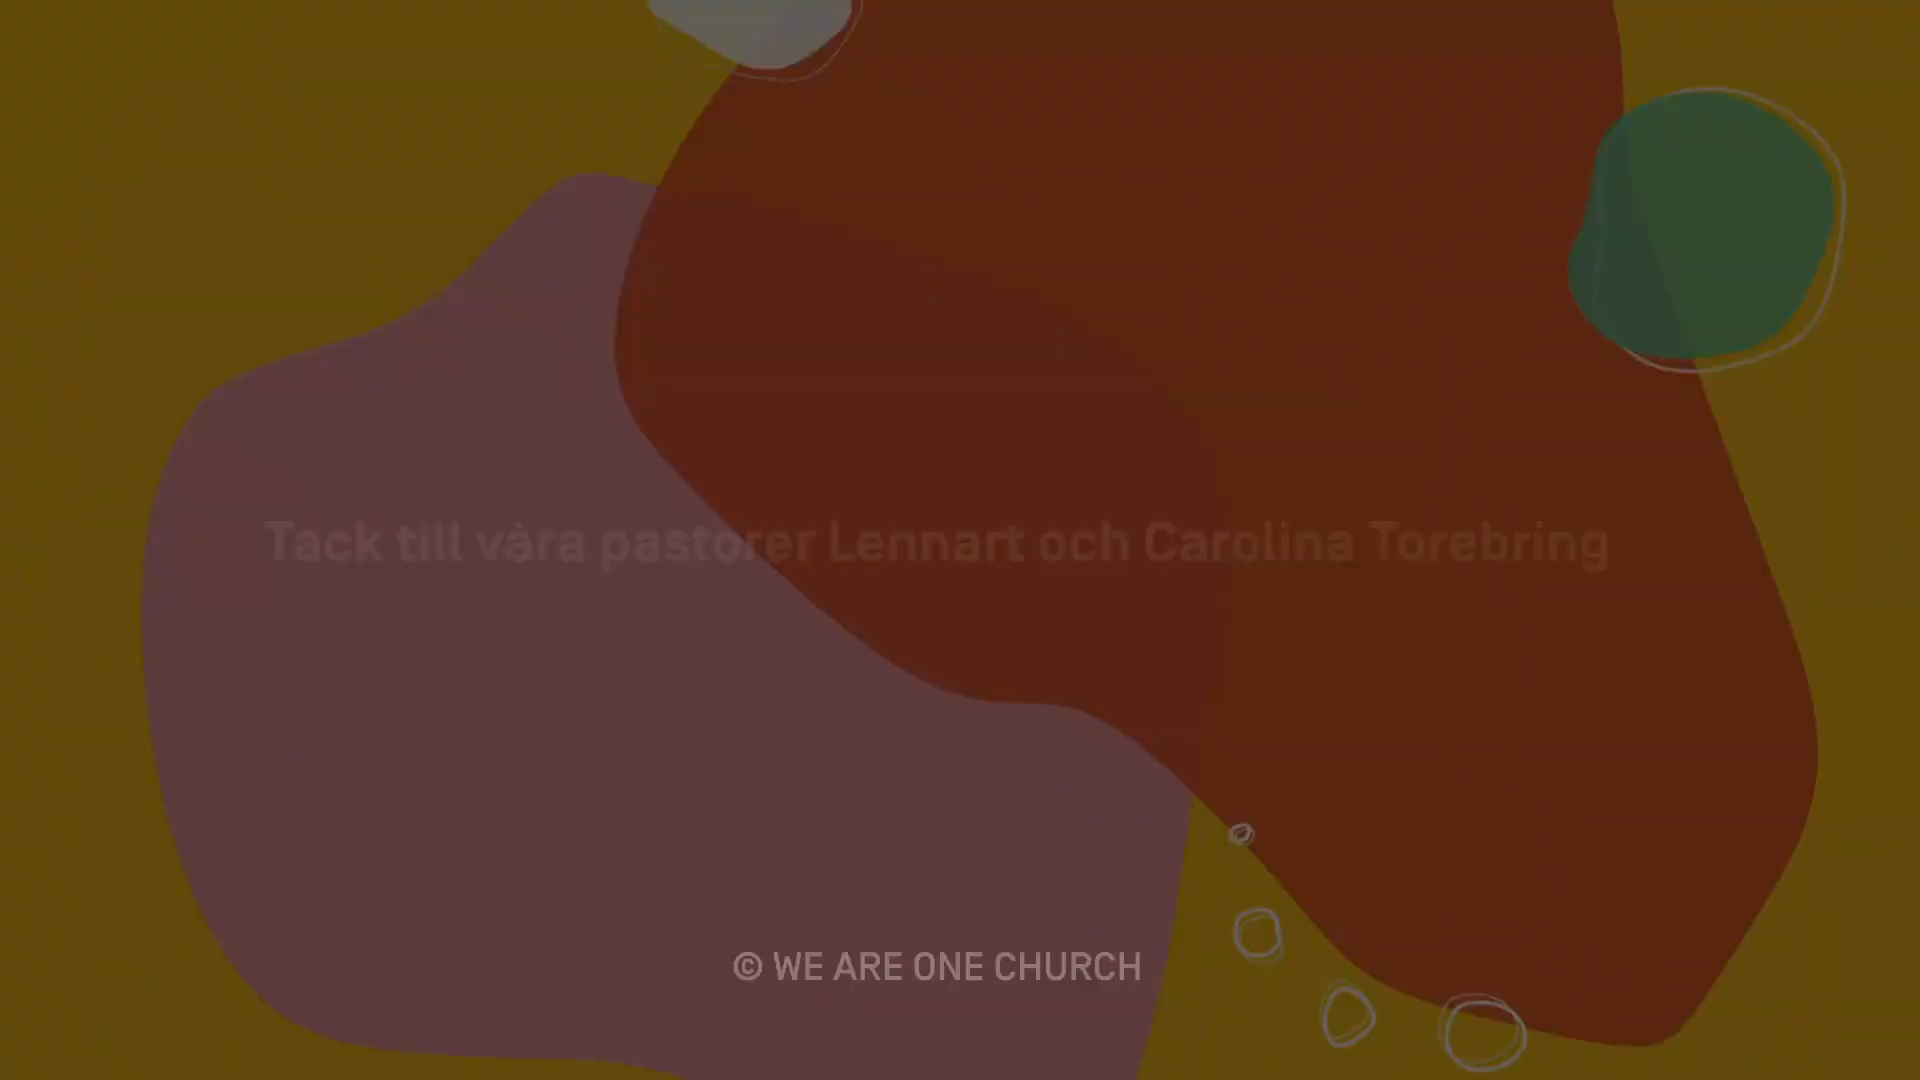 Tack till våra pastorer Lennart och Carolina Torebring
© WE ARE ONE CHURCH